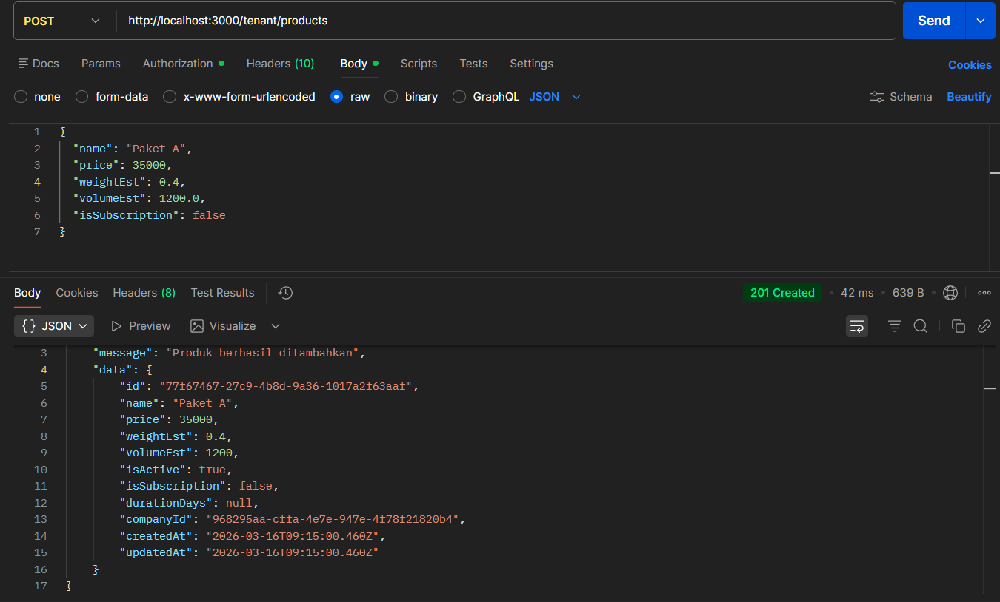 POST http://localhost:3000/tenant/products Send
Docs Params Authorization Headers (10) Body Scripts Tests Settings Cookies
none form-data x-www-form-urlencoded raw binary GraphQL JSON Schema Beautify
1 {
2 "name": "Paket A",
3 "price": 35000,
4 "weightEst": 0.4,
5 "volumeEst": 1200.0,
6 "isSubscription": false
7 }
Body Cookies Headers (8) Test Results 201 Created • 42 ms • 639 B •
{} JSON Preview Visualize
3 "message": "Produk berhasil ditambahkan",
4 "data": {
5 "id": "77f67467-27c9-4b8d-9a36-1017a2f63aaf",
6 "name": "Paket A",
7 "price": 35000,
8 "weightEst": 0.4,
9 "volumeEst": 1200,
10 "isActive": true,
11 "isSubscription": false,
12 "durationDays": null,
13 "companyId": "968295aa-cffa-4e7e-947e-4f78f21820b4",
14 "createdAt": "2026-03-16T09:15:00.460Z",
15 "updatedAt": "2026-03-16T09:15:00.460Z"
16 }
17 }